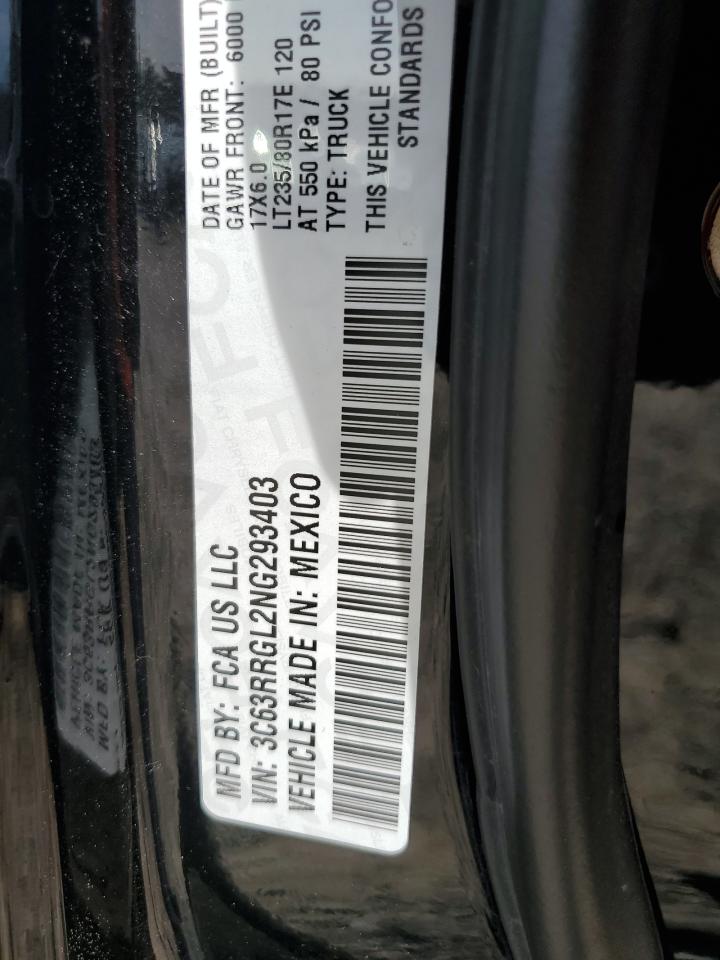 MFD BY: FCA US LLC
VIN: 3C63RRGL2NG293403
VEHICLE MADE IN: MEXICO
DATE OF MFR (BUILT)
GAWR FRONT: 6000
17X6.0
LT235/80R17E 120
AT 550 kPa / 80 PSI
TYPE: TRUCK
THIS VEHICLE CONFO
STANDARDS